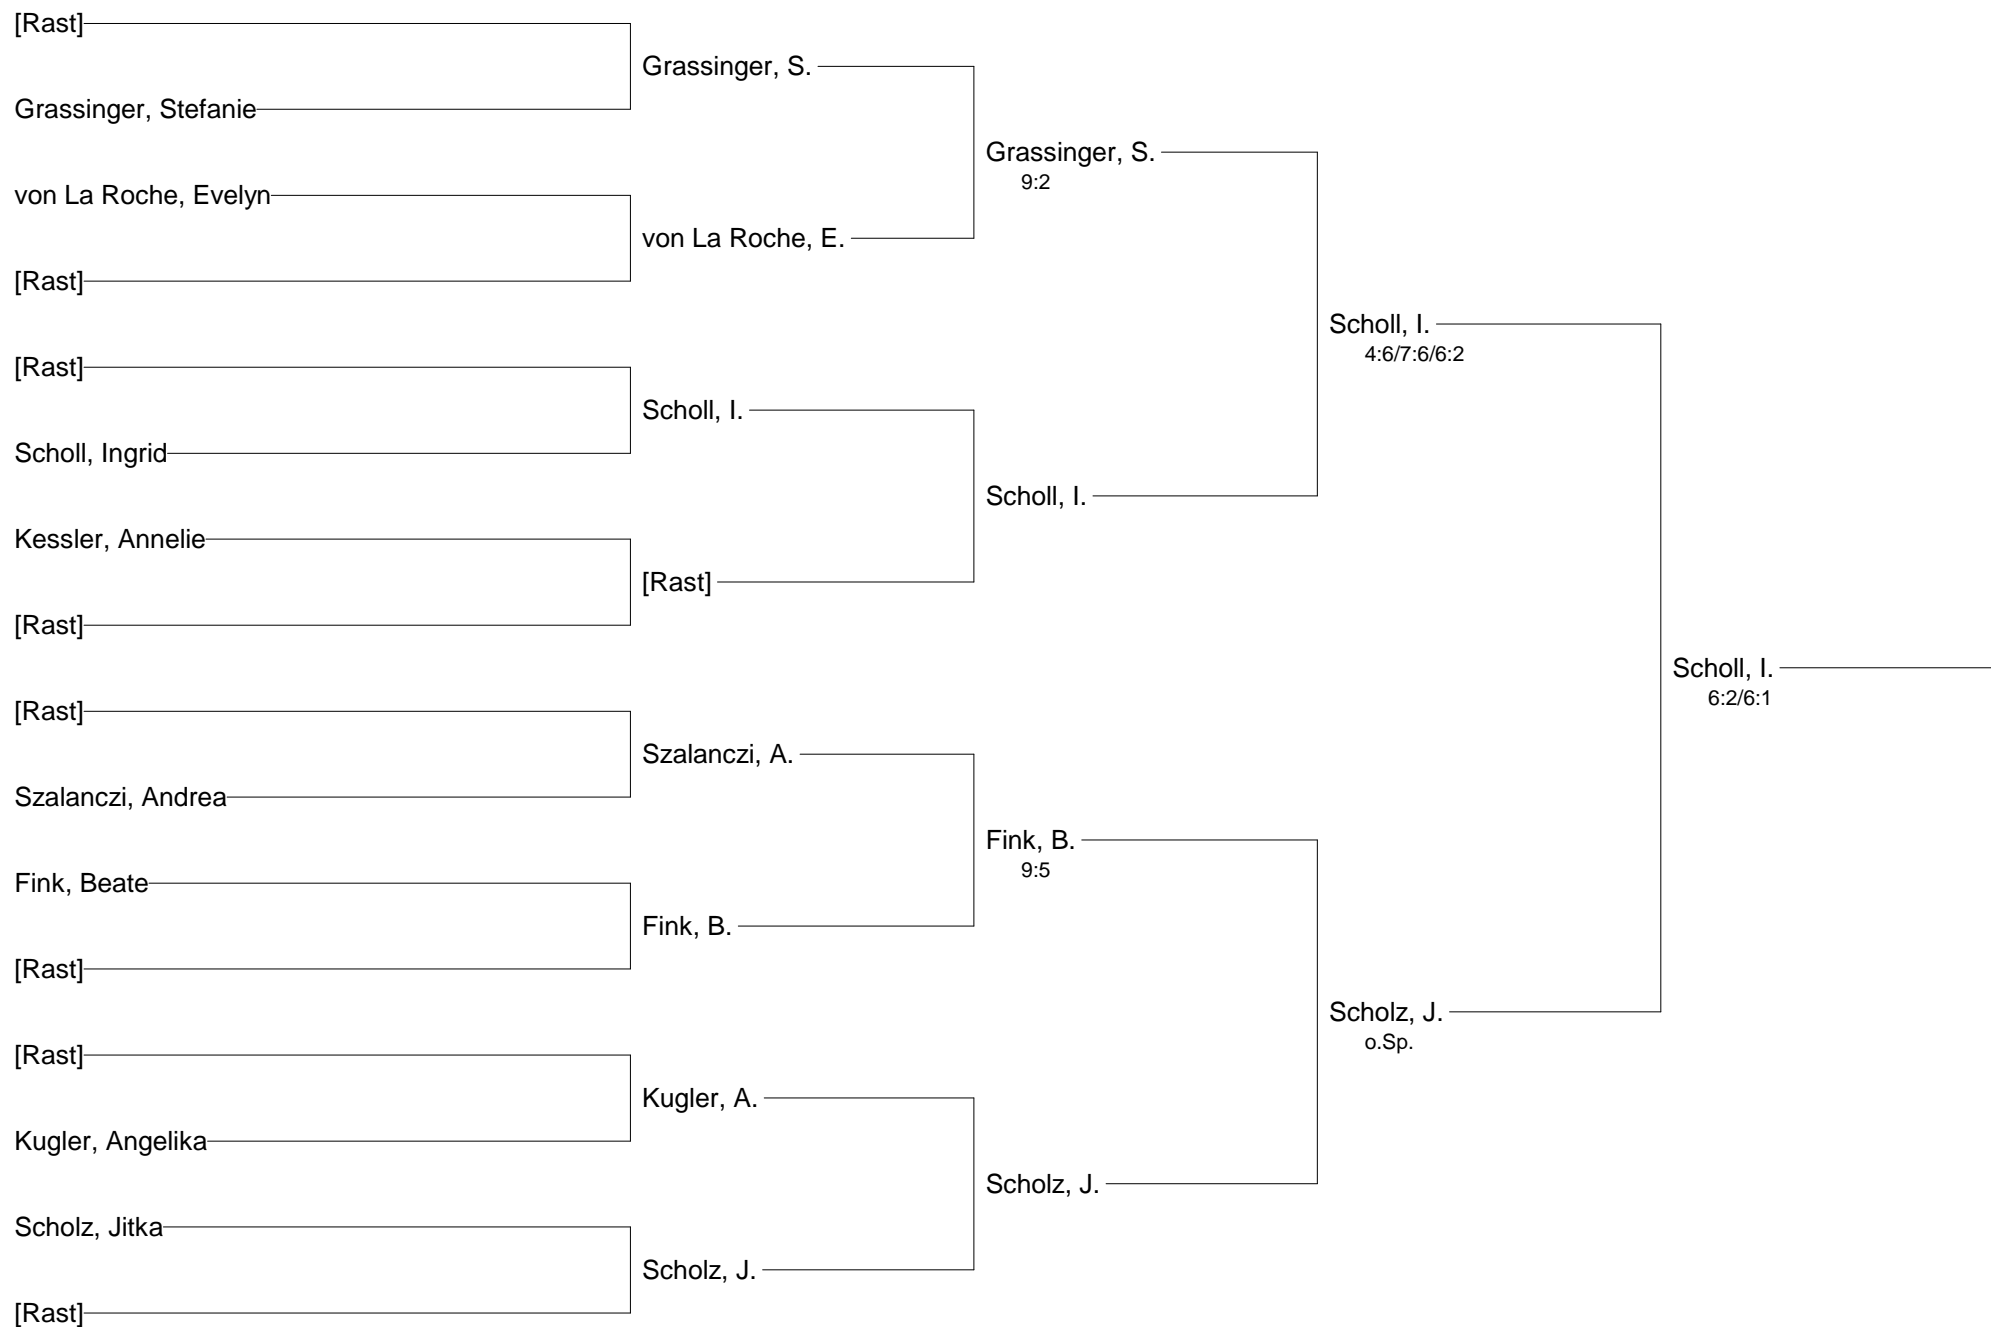 [Rast]
Grassinger, Stefanie
von La Roche, Evelyn
[Rast]
[Rast]
Scholl, Ingrid
Kessler, Annelie
[Rast]
[Rast]
Szalanczi, Andrea
Fink, Beate
[Rast]
[Rast]
Kugler, Angelika
Scholz, Jitka
[Rast]
Grassinger, S.
von La Roche, E.
Scholl, I.
[Rast]
Szalanczi, A.
Fink, B.
Kugler, A.
Scholz, J.
Grassinger, S.
9:2
Scholl, I.
Fink, B.
9:5
Scholz, J.
Scholl, I.
4:6/7:6/6:2
Scholz, J.
o.Sp.
Scholl, I.
6:2/6:1